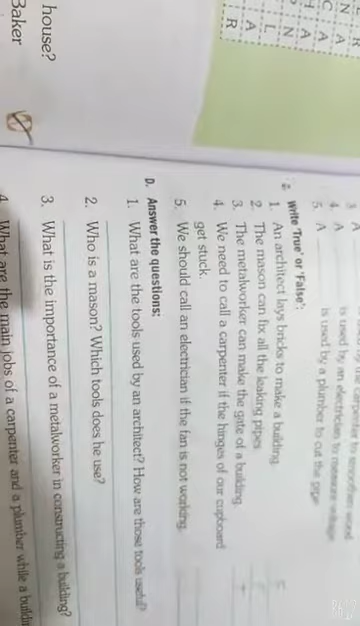 3. A
4. A is used by an electrician to measure voltage
5. A is used by a plumber to cut the pipe
Write 'True' or 'False':
1. An architect lays bricks to make a building.
2. The mason can fix all the leaking pipes
3. The metalworker can make the gate of a building.
4. We need to call a carpenter if the hinges of our cupboard
get stuck.
5. We should call an electrician if the fan is not working.
D. Answer the questions:
1. What are the tools used by an architect? How are those tools useful?
2. Who is a mason? Which tools does he use?
3. What is the importance of a metalworker in constructing a building?
4. What are the main jobs of a carpenter and a plumber while a
house?
Baker